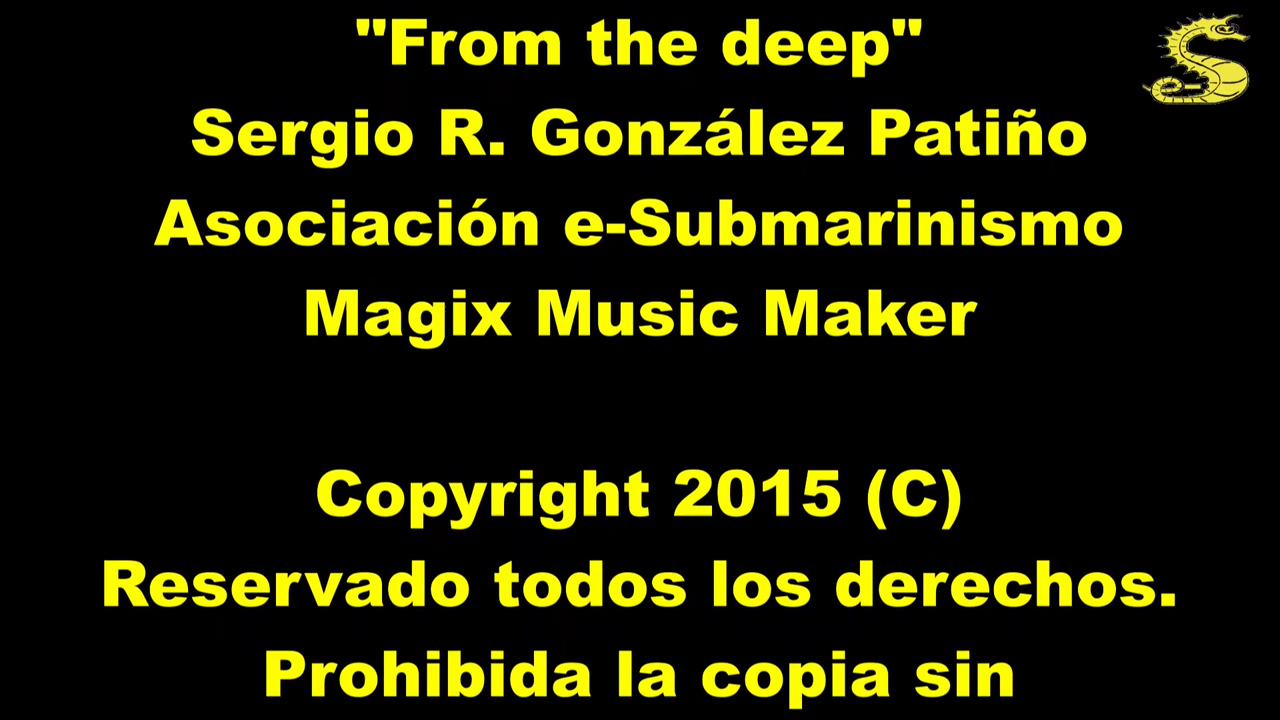 "From the deep"
Sergio R. González Patiño
Asociación e-Submarinismo
Magix Music Maker
Copyright 2015 (C)
Reservado todos los derechos.
Prohibida la copia sin